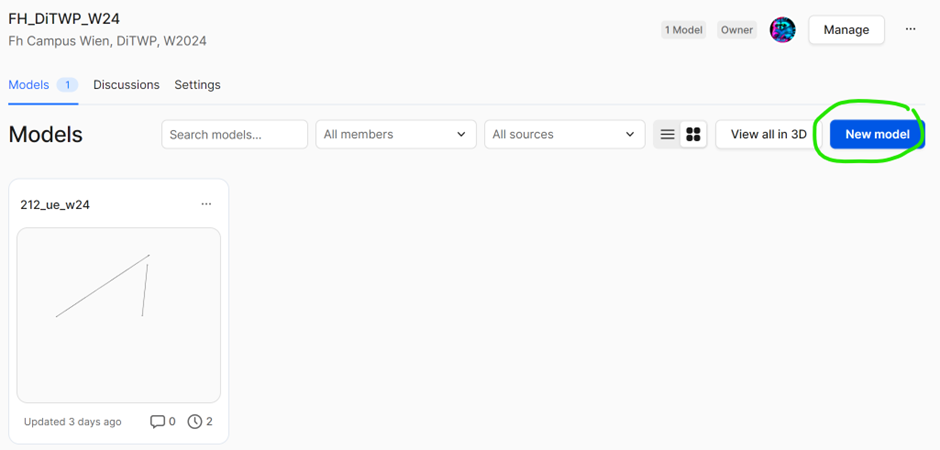 FH_DiTWP_W24
Fh Campus Wien, DiTWP, W2024
1 Model
Owner
Manage
Models 1 Discussions Settings
Models
Search models...
All members
All sources
View all in 3D
New model
212_ue_w24
Updated 3 days ago
0
2